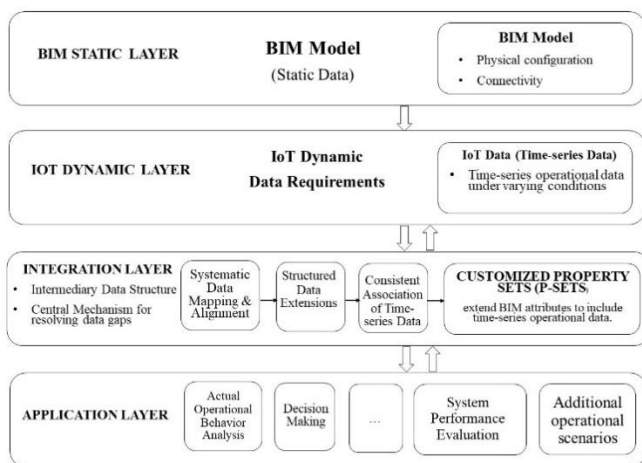 BIM STATIC LAYER
BIM Model
(Static Data)
BIM Model
• Physical configuration
• Connectivity
IOT DYNAMIC LAYER
IoT Dynamic
Data Requirements
IoT Data (Time-series Data)
• Time-series operational data
under varying conditions
INTEGRATION LAYER
• Intermediary Data Structure
• Central Mechanism for
resolving data gaps
Systematic
Data
Mapping &
Alignment
Structured
Data
Extensions
Consistent
Association
of Time-
series Data
CUSTOMIZED PROPERTY
SETS (P-SETS)
extend BIM attributes to include
time-series operational data.
APPLICATION LAYER
Actual
Operational
Behavior
Analysis
Decision
Making
...
System
Performance
Evaluation
Additional
operational
scenarios